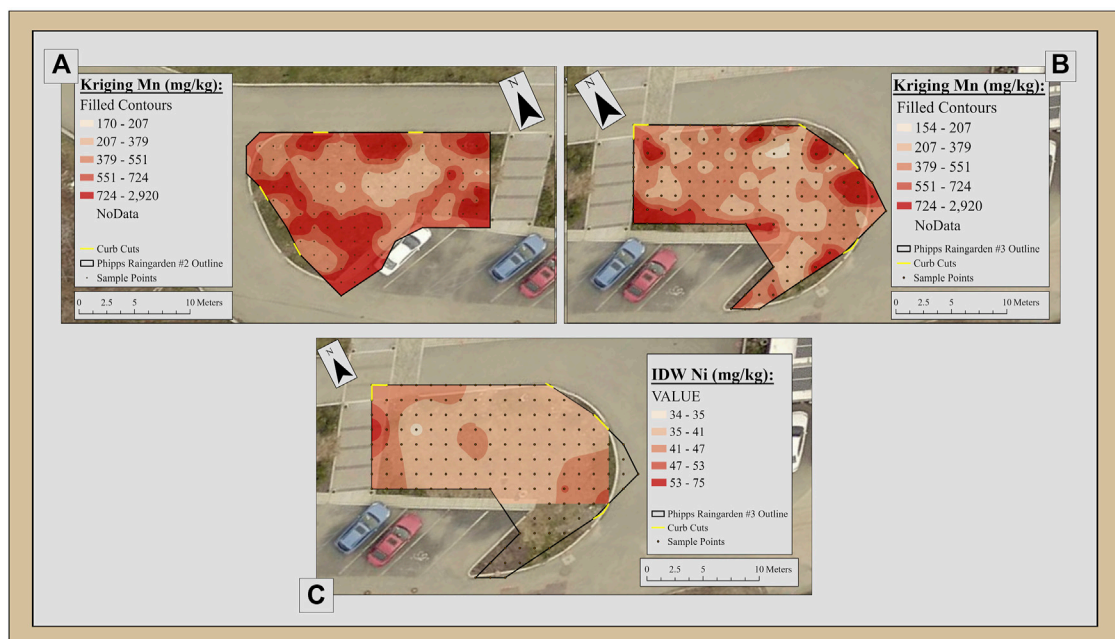 A
Kriging Mn (mg/kg):
Filled Contours
170 - 207
207 - 379
379 - 551
551 - 724
724 - 2,920
NoData
Curb Cuts
Phipps Raingarden #2 Outline
Sample Points
0 2.5 5 10 Meters
N
B
N
Kriging Mn (mg/kg):
Filled Contours
154 - 207
207 - 379
379 - 551
551 - 724
724 - 2,920
NoData
Phipps Raingarden #3 Outline
Curb Cuts
Sample Points
0 2.5 5 10 Meters
C
N
IDW Ni (mg/kg):
VALUE
34 - 35
35 - 41
41 - 47
47 - 53
53 - 75
Phipps Raingarden #3 Outline
Curb Cuts
Sample Points
0 2.5 5 10 Meters